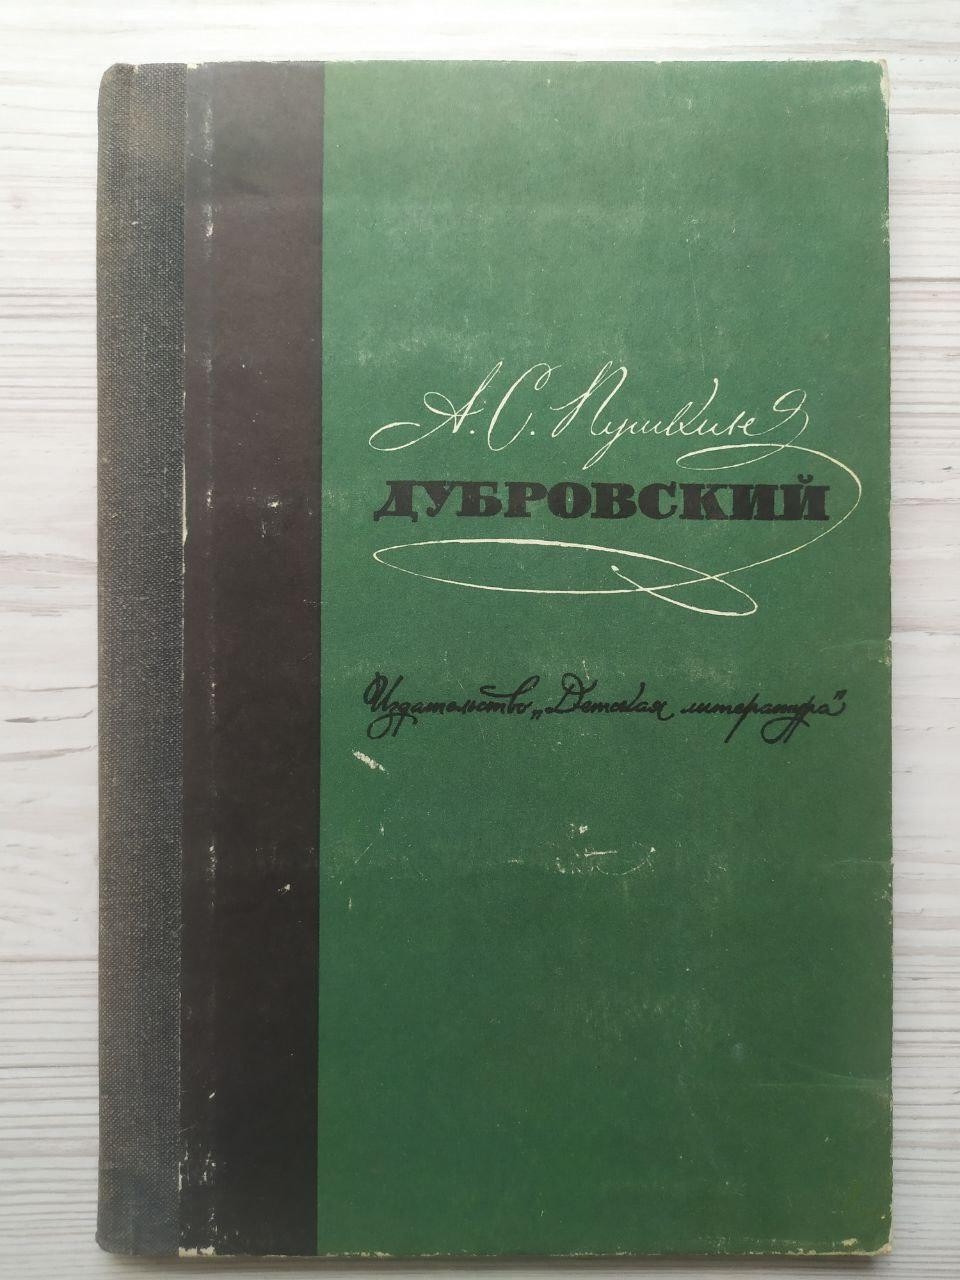 А. С. Пушкин
ДУБРОВСКИЙ
Издательство „Детская литература"